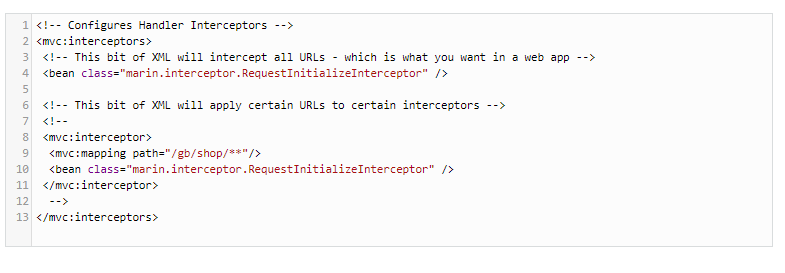 1 <!-- Configures Handler Interceptors -->
2 <mvc:interceptors>
3 <!-- This bit of XML will intercept all URLs - which is what you want in a web app -->
4 <bean class="marin.interceptor.RequestInitializeInterceptor" />
5
6 <!-- This bit of XML will apply certain URLs to certain interceptors -->
7 <!--
8 <mvc:interceptor>
9 <mvc:mapping path="/gb/shop/**"/>
10 <bean class="marin.interceptor.RequestInitializeInterceptor" />
11 </mvc:interceptor>
12 -->
13 </mvc:interceptors>